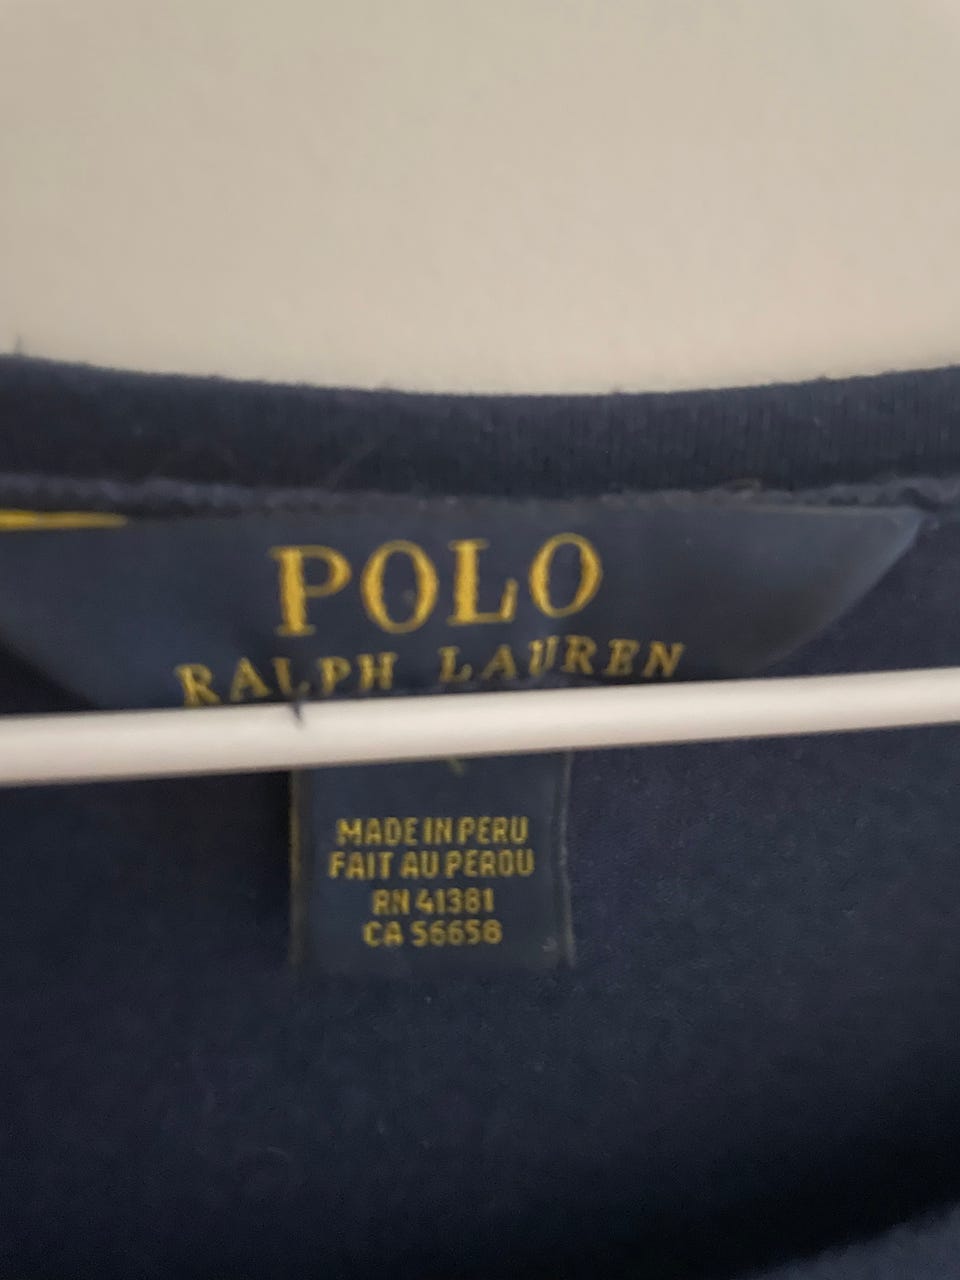 POLO
RALPH LAUREN
MADE IN PERU
FAIT AU PEROU
RN 41381
CA 56658